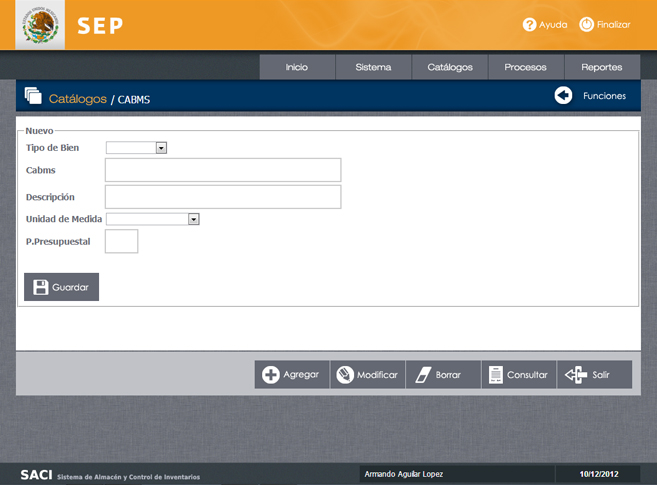 SEP
Ayuda
Finalizar
Inicio
Sistema
Catálogos
Procesos
Reportes
Catálogos / CABMS
Funciones
Nuevo
Tipo de Bien
Cabms
Descripción
Unidad de Medida
P.Presupuestal
Guardar
Agregar
Modificar
Borrar
Consultar
Salir
SACI Sistema de Almacén y Control de Inventarios
Armando Aguilar Lopez
10/12/2012